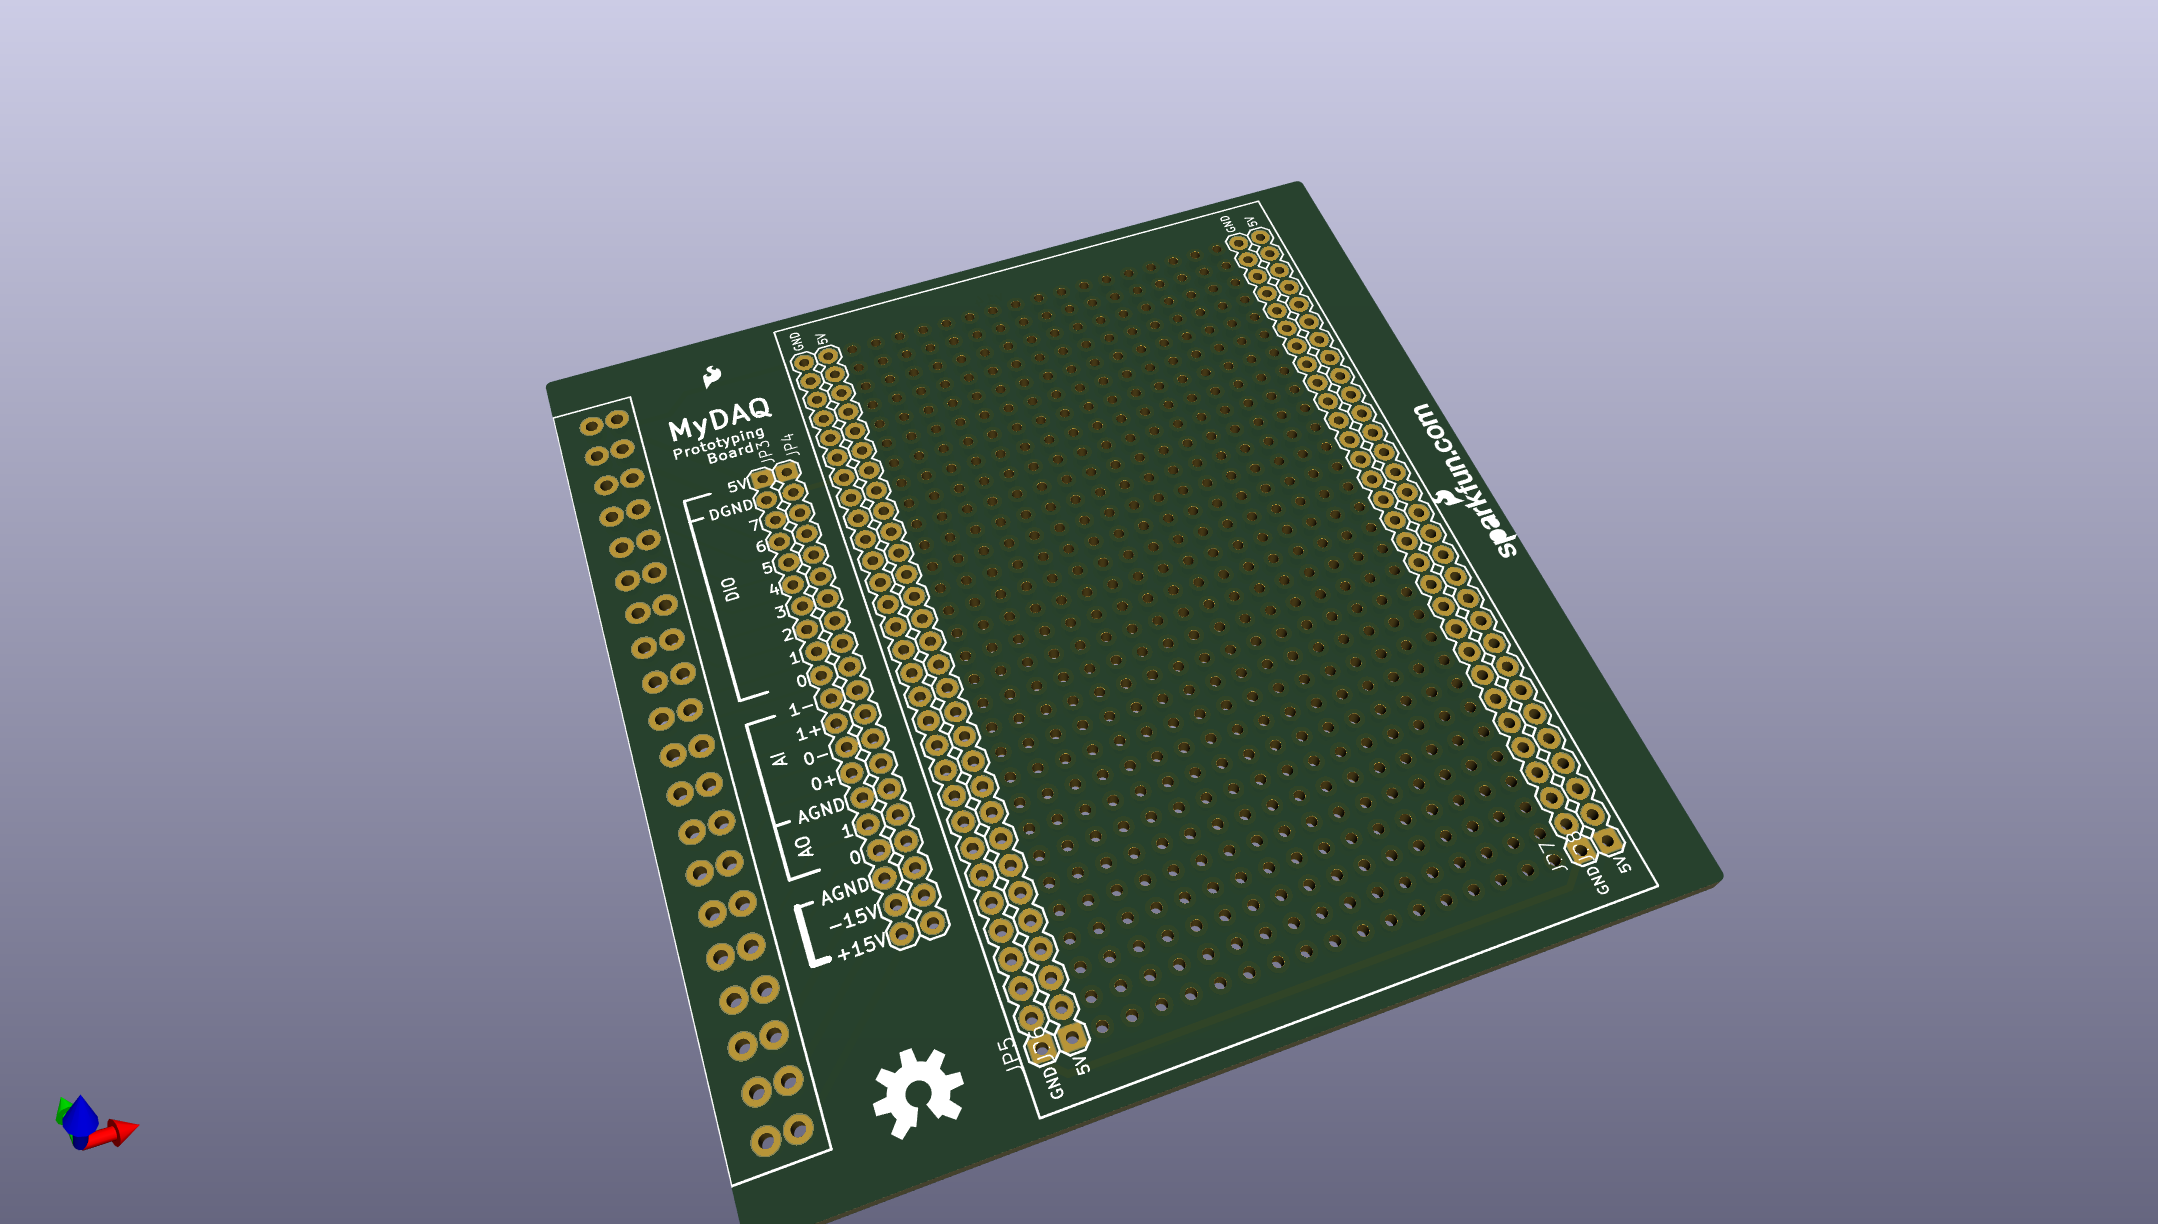 GND 5V
GND 5V
MyDAQ
Prototyping
Board
JP3 JP4
5V
DGND
7
6
5
4
3
2
1
0
DIO
1-
1+
0-
0+
AI
AGND
1
0
AO
AGND
-15V
+15V
sparkfun.com
JP7
GND 5V
JP5
GND 5V